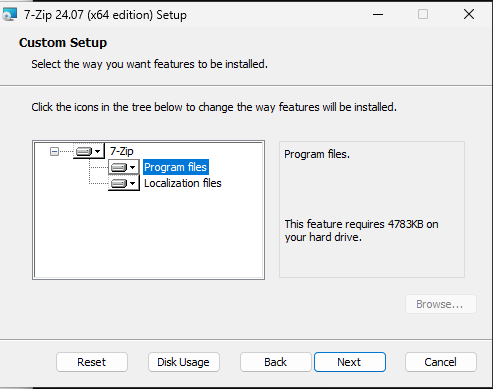 7-Zip 24.07 (x64 edition) Setup
Custom Setup
Select the way you want features to be installed.
Click the icons in the tree below to change the way features will be installed.
7-Zip
Program files
Localization files
Program files.
This feature requires 4783KB on
your hard drive.
Browse...
Reset
Disk Usage
Back
Next
Cancel